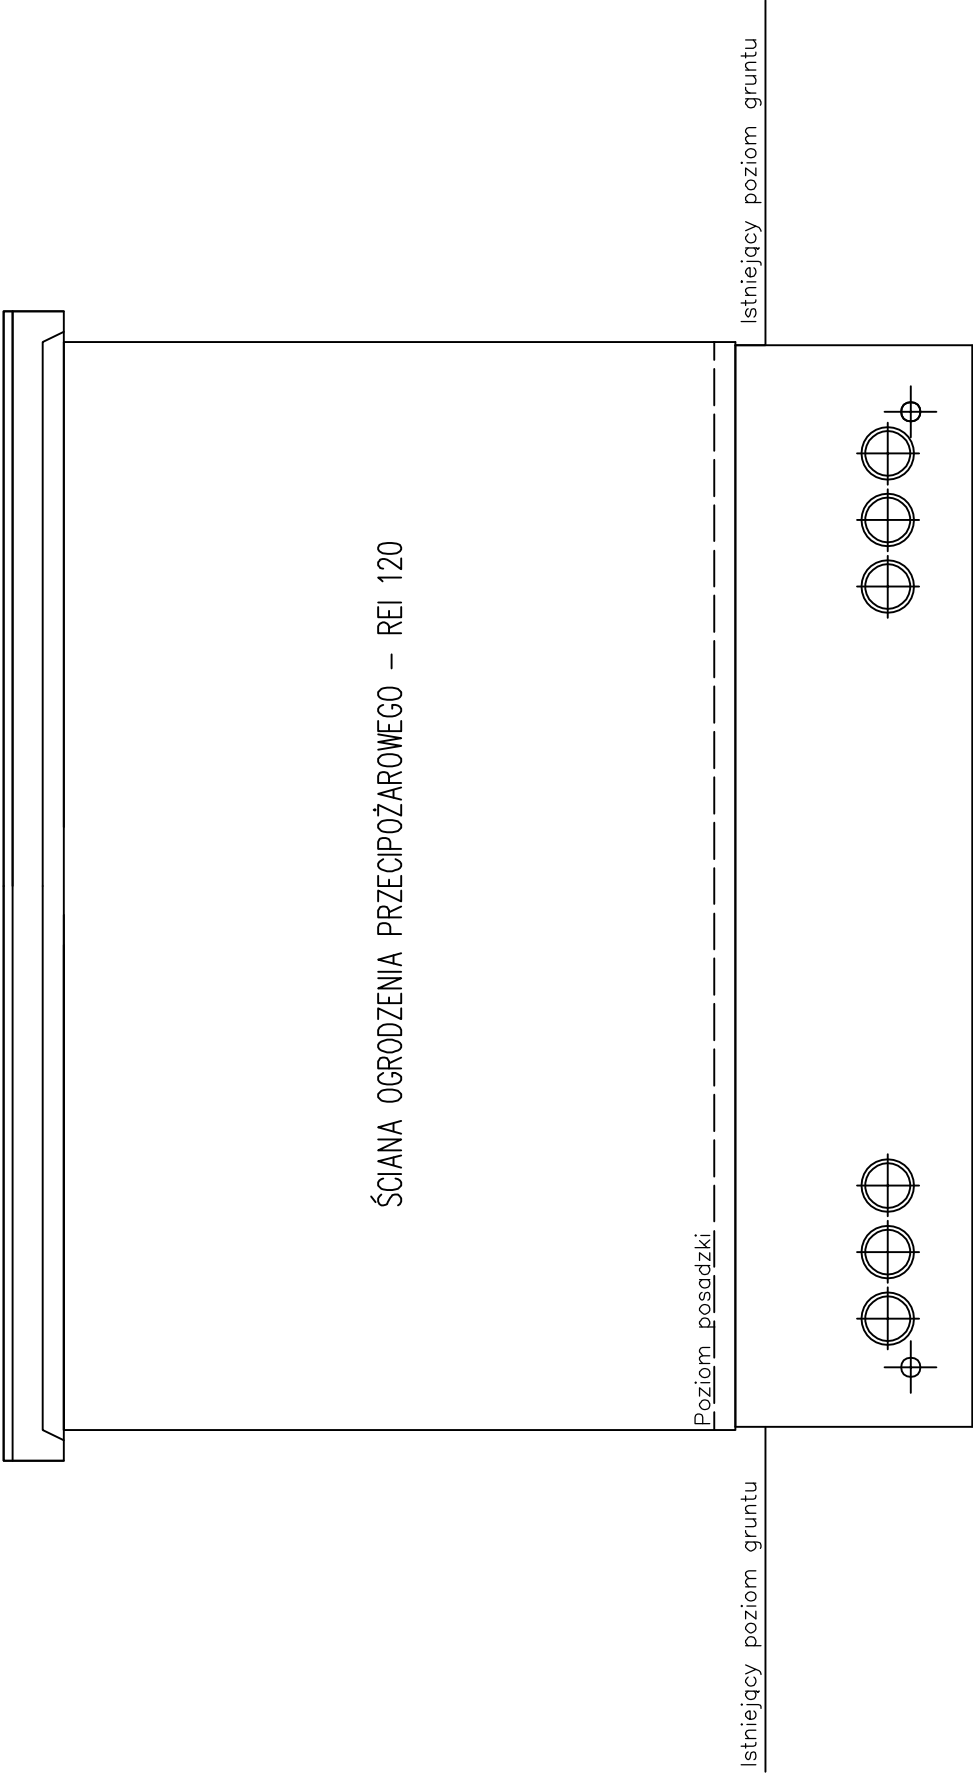 ŚCIANA OGRODZENIA PRZECIPOŻAROWEGO – REI 120
Poziom posadzki
Istniejący poziom gruntu
Istniejący poziom gruntu